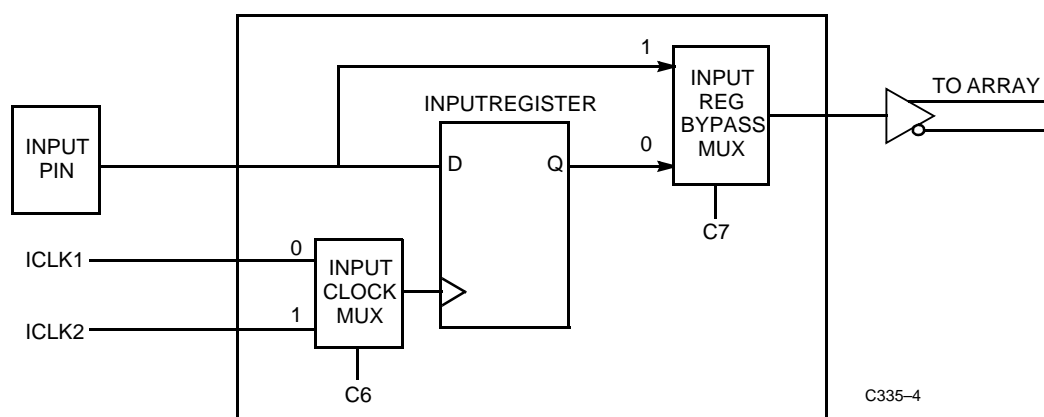 1
INPUT
REG
BYPASS
MUX
TO ARRAY
INPUTREGISTER
INPUT
PIN
D
Q
0
C7
ICLK1
0
INPUT
CLOCK
MUX
ICLK2
1
C6
C335–4